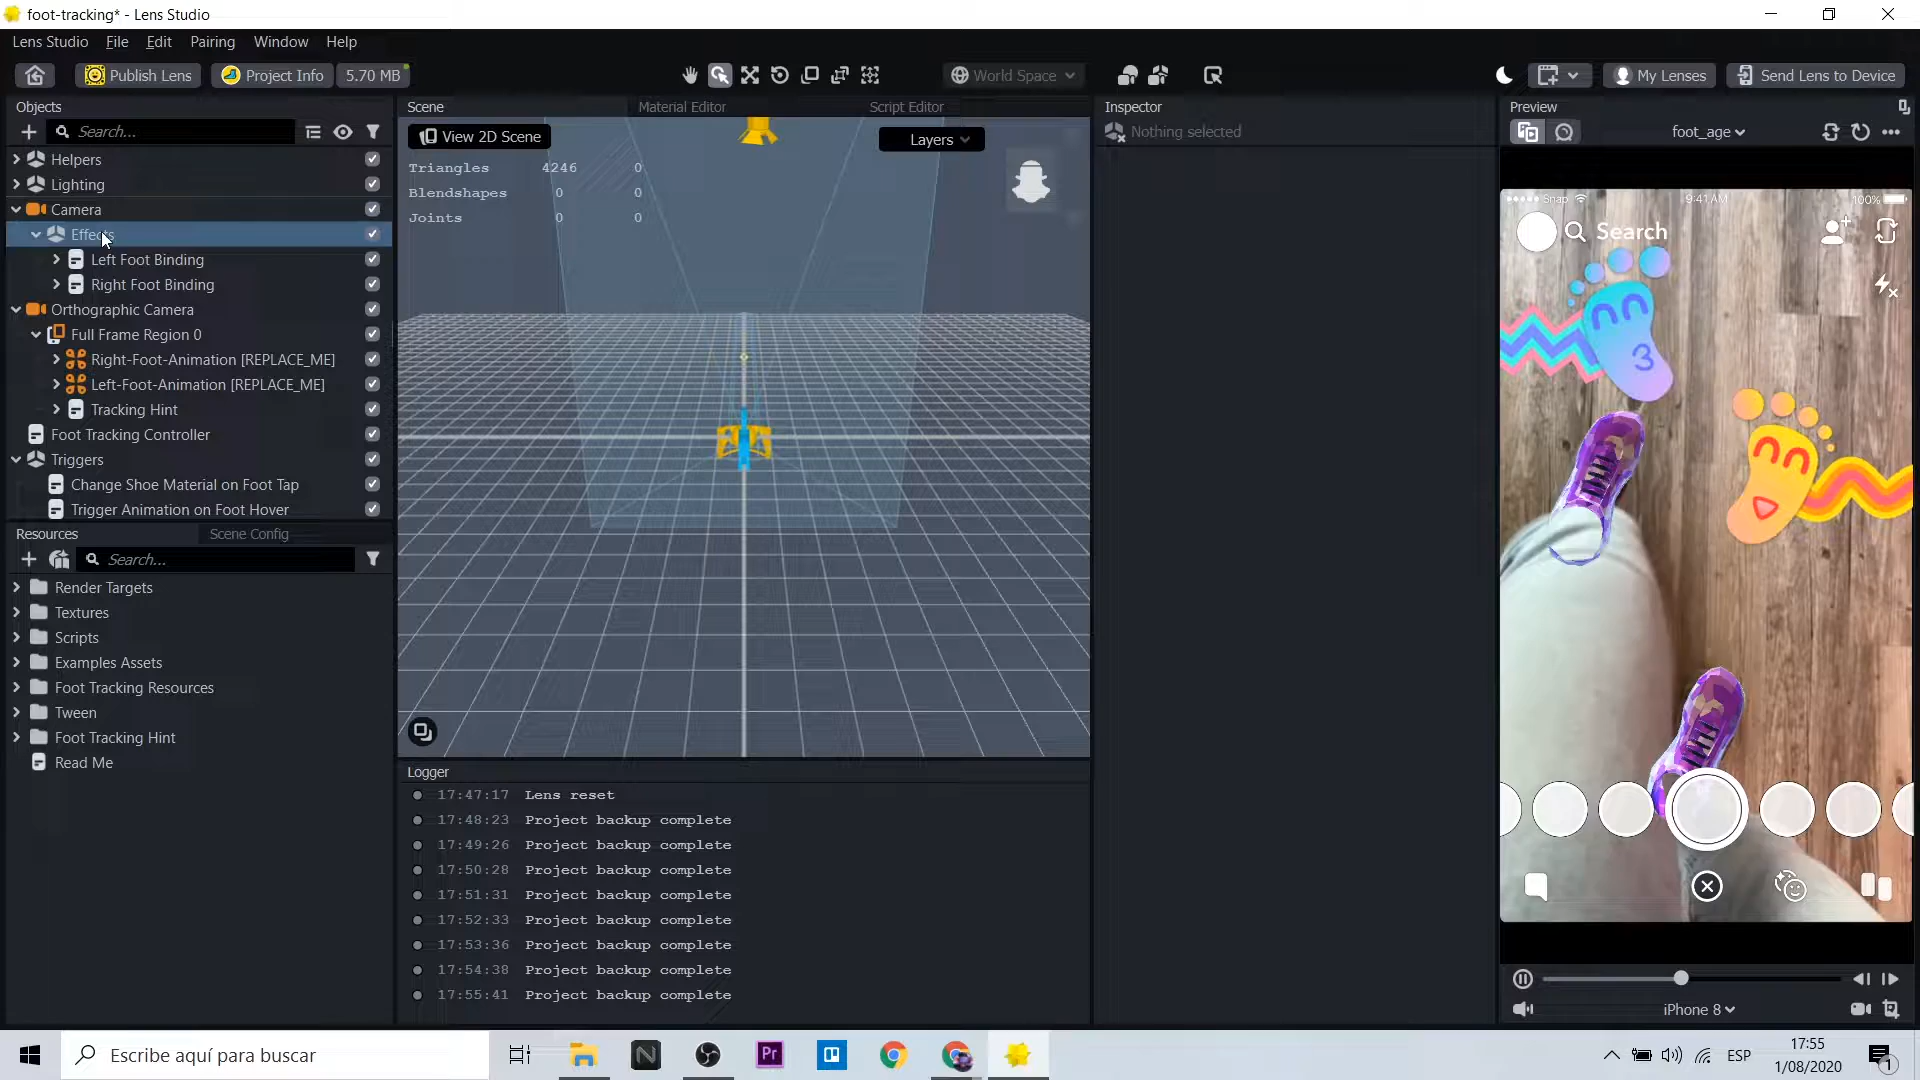 foot-tracking* - Lens Studio
Lens Studio File Edit Pairing Window Help
Publish Lens Project Info 5.70 MB World Space My Lenses Send Lens to Device
Objects
Search...
Helpers
Lighting
Camera
Effects
Left Foot Binding
Right Foot Binding
Orthographic Camera
Full Frame Region 0
Right-Foot-Animation [REPLACE_ME]
Left-Foot-Animation [REPLACE_ME]
Tracking Hint
Foot Tracking Controller
Triggers
Change Shoe Material on Foot Tap
Trigger Animation on Foot Hover
Resources Scene Config
Search...
Render Targets
Textures
Scripts
Examples Assets
Foot Tracking Resources
Tween
Foot Tracking Hint
Read Me
Scene Material Editor Script Editor
View 2D Scene Layers
Triangles 4246 0
Blendshapes 0 0
Joints 0 0
Logger
17:47:17 Lens reset
17:48:23 Project backup complete
17:49:26 Project backup complete
17:50:28 Project backup complete
17:51:31 Project backup complete
17:52:33 Project backup complete
17:53:36 Project backup complete
17:54:38 Project backup complete
17:55:41 Project backup complete
Inspector
Nothing selected
Preview
foot_age
Snap 9:41 AM 100%
Search
iPhone 8
Escribe aquí para buscar
N
Pr
ESP
17:55
1/08/2020
1